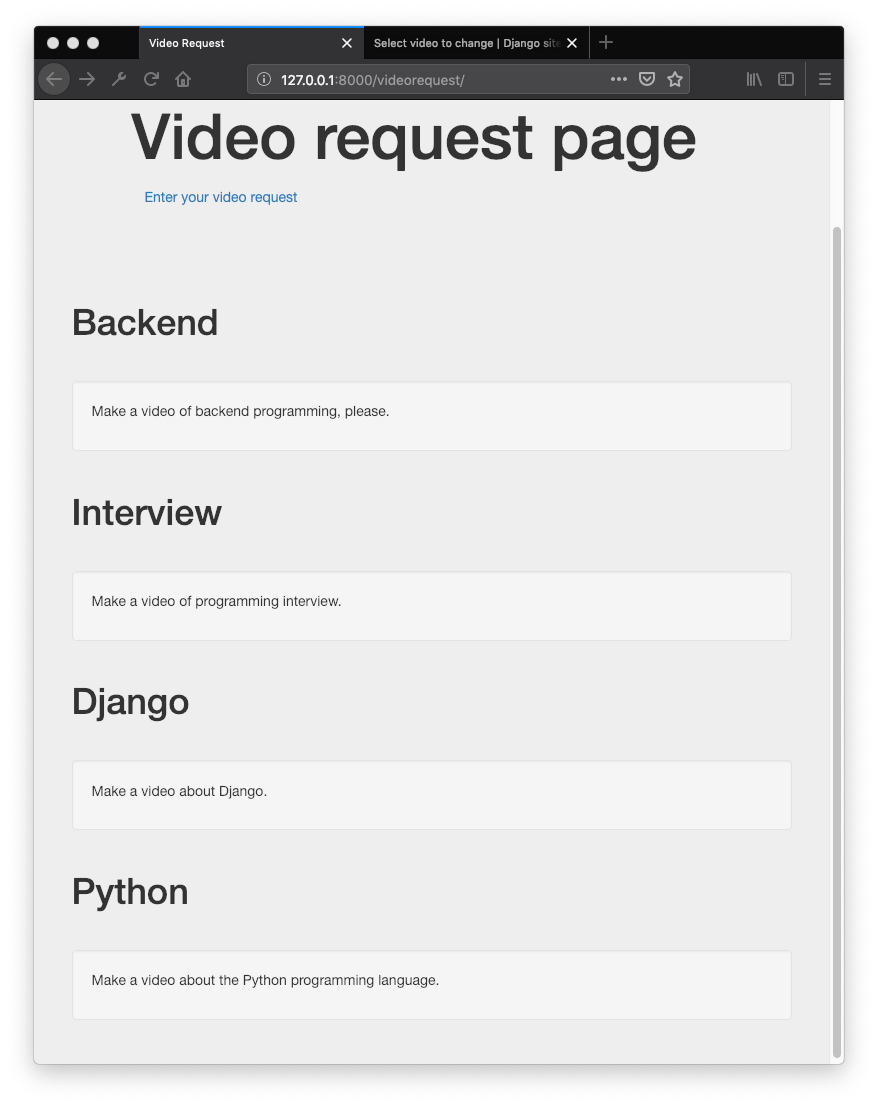 Video Request
Select video to change | Django site
127.0.0.1:8000/videorequest/
Video request page
Enter your video request
Backend
Make a video of backend programming, please.
Interview
Make a video of programming interview.
Django
Make a video about Django.
Python
Make a video about the Python programming language.